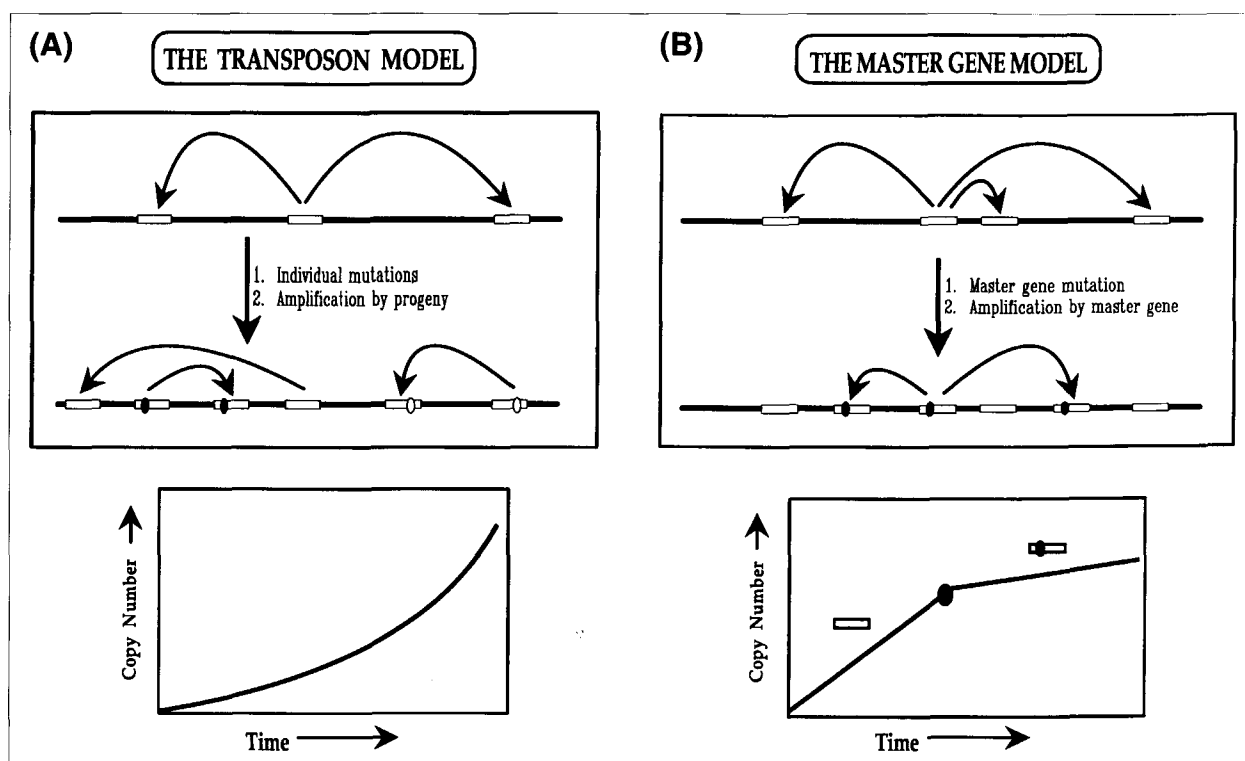 (A)
THE TRANSPOSON MODEL
1. Individual mutations
2. Amplification by progeny
Copy Number
Time
(B)
THE MASTER GENE MODEL
1. Master gene mutation
2. Amplification by master gene
Copy Number
Time